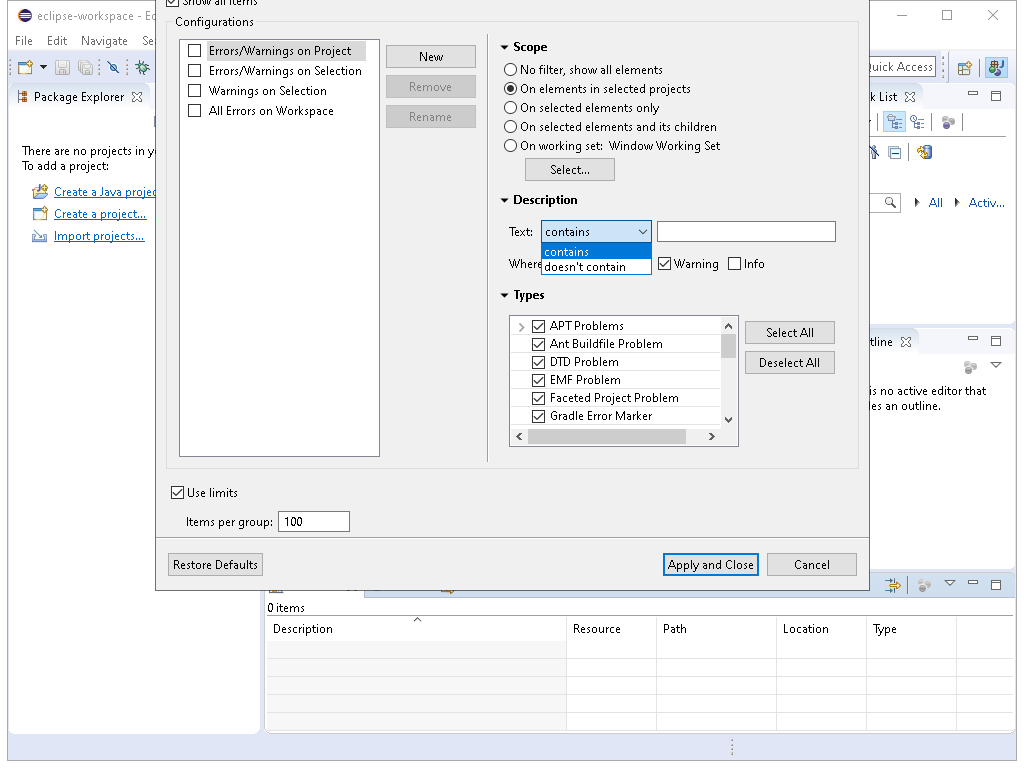 Show all items
eclipse-workspace - Ec
Configurations
File Edit Navigate Se
Quick Access
Package Explorer
k List
There are no projects in y
To add a project:
Create a Java projec
Create a project...
Import projects...
Errors/Warnings on Project
Errors/Warnings on Selection
Warnings on Selection
All Errors on Workspace
New
Remove
Rename
Scope
No filter, show all elements
On elements in selected projects
On selected elements only
On selected elements and its children
On working set: Window Working Set
Select...
Description
Text: contains
contains
doesn't contain
Where
Warning
Info
Types
APT Problems
Ant Buildfile Problem
DTD Problem
EMF Problem
Faceted Project Problem
Gradle Error Marker
Select All
Deselect All
All
Activ...
tline
is no active editor that
les an outline.
Use limits
Items per group: 100
Restore Defaults
Apply and Close
Cancel
0 items
Description Resource Path Location Type